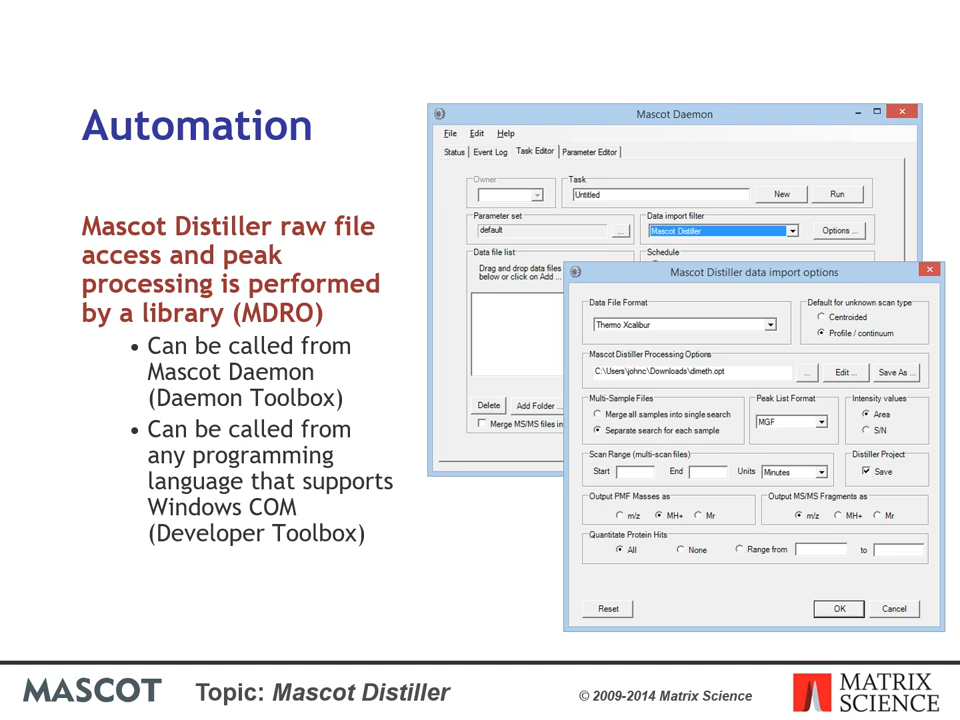 Automation
Mascot Distiller raw file
access and peak
processing is performed
by a library (MDRO)
• Can be called from
Mascot Daemon
(Daemon Toolbox)
• Can be called from
any programming
language that supports
Windows COM
(Developer Toolbox)
Mascot Daemon
File Edit Help
Status Event Log Task Editor Parameter Editor
Owner
Task
Untitled
New
Run
Parameter set
default
...
Data import filter
Mascot Distiller
Options ...
Data file list
Drag and drop data files
below or click on Add ...
Schedule
Delete
Add Folder ...
Merge MS/MS files in
Mascot Distiller data import options
Data File Format
Thermo Xcalibur
Default for unknown scan type
Centroided
Profile / continuum
Mascot Distiller Processing Options
C:\Users\johnc\Downloads\dimeth.opt
...
Edit ...
Save As ...
Multi-Sample Files
Merge all samples into single search
Separate search for each sample
Peak List Format
MGF
Intensity values
Area
S/N
Scan Range (multi-scan files)
Start End Units Minutes
Distiller Project
Save
Output PMF Masses as
m/z MH+ Mr
Output MS/MS Fragments as
m/z MH+ Mr
Quantitate Protein Hits
All None Range from to
Reset
OK
Cancel
MASCOT
Topic: Mascot Distiller
© 2009-2014 Matrix Science
MATRIX
SCIENCE